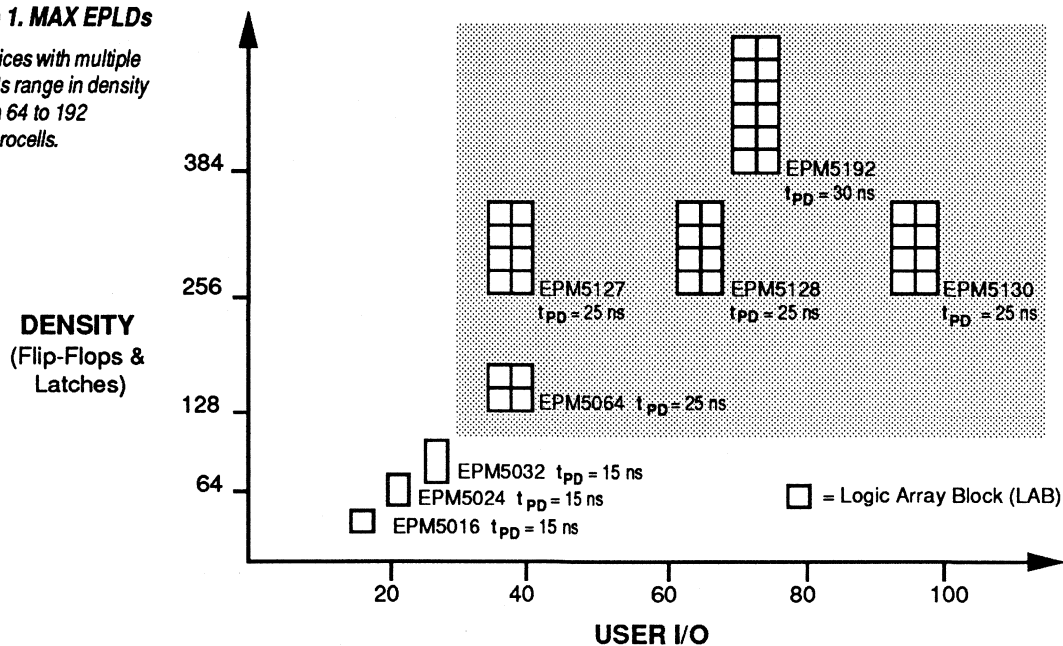 1. MAX EPLDs
ices with multiple
s range in density
64 to 192
rocells.
384
EPM5192
tPD = 30 ns
256
EPM5127
tPD = 25 ns
EPM5128
tPD = 25 ns
EPM5130
tPD = 25 ns
DENSITY
(Flip-Flops &
Latches)
128
EPM5064 tPD = 25 ns
64
EPM5032 tPD = 15 ns
EPM5024 tPD = 15 ns
EPM5016 tPD = 15 ns
= Logic Array Block (LAB)
20 40 60 80 100
USER I/O